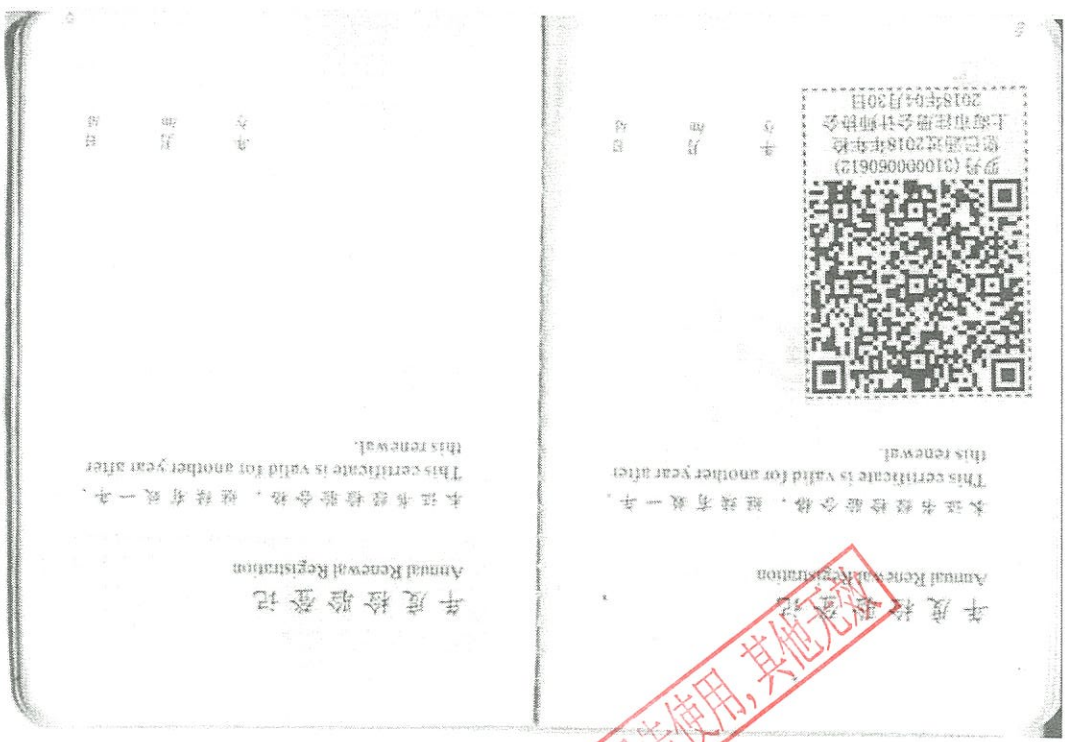 年度检验登记
Annual Renewal Registration
本证书经检验合格，继续有效一年。
This certificate is valid for another year after
this renewal.
罗丹 (310000060612)
您已通过2018年年检
上海市注册会计师协会
2018年04月30日
年 月 日
/y /m /d
年度检验登记
Annual Renewal Registration
本证书经检验合格，继续有效一年。
This certificate is valid for another year after
this renewal.
年 月 日
/y /m /d
使用,其他无效